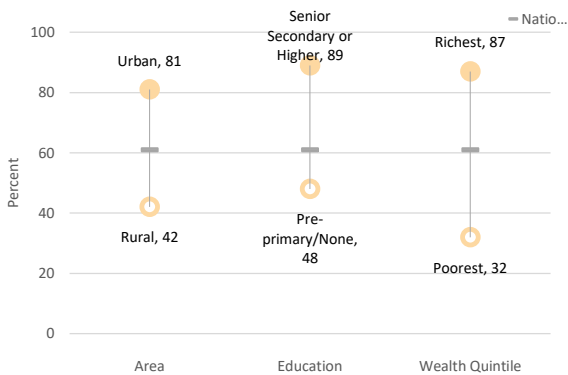 Senior
Secondary or
Higher, 89
Natio...
100
Urban, 81
Richest, 87
80
60
Percent
40
Rural, 42
Pre-
primary/None,
48
Poorest, 32
20
0
Area
Education
Wealth Quintile